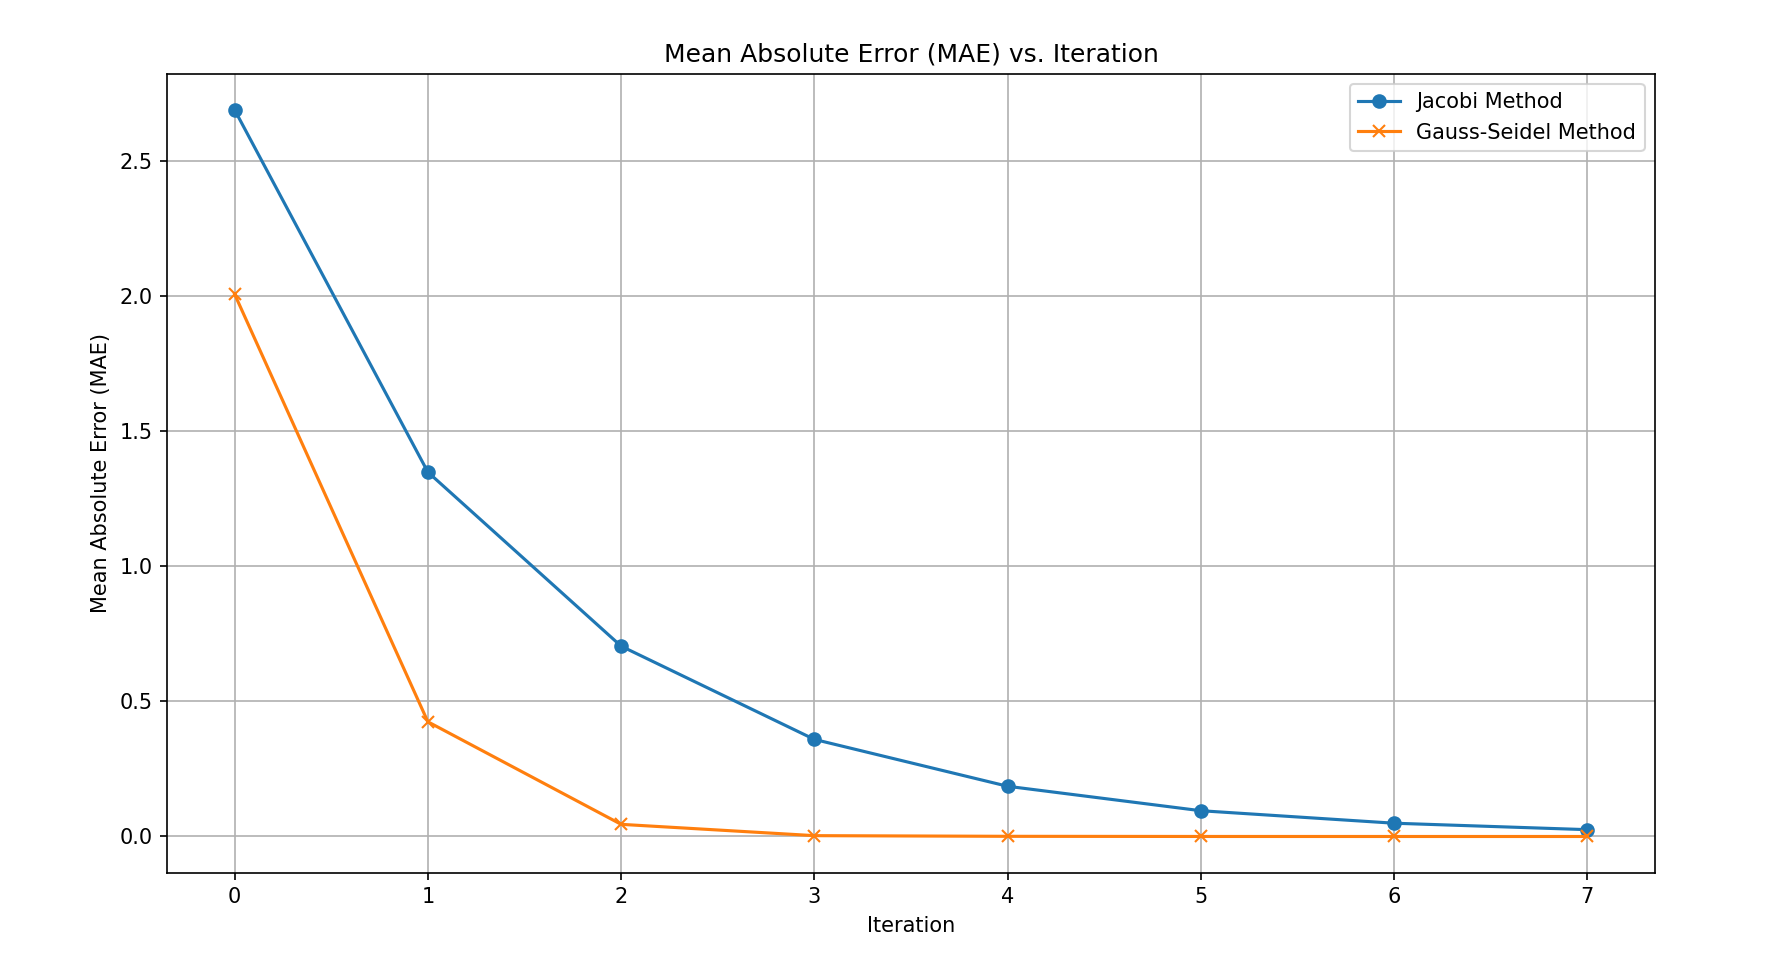 Mean Absolute Error (MAE) vs. Iteration
Jacobi Method
Gauss-Seidel Method
Mean Absolute Error (MAE)
2.5
2.0
1.5
1.0
0.5
0.0
0 1 2 3 4 5 6 7
Iteration